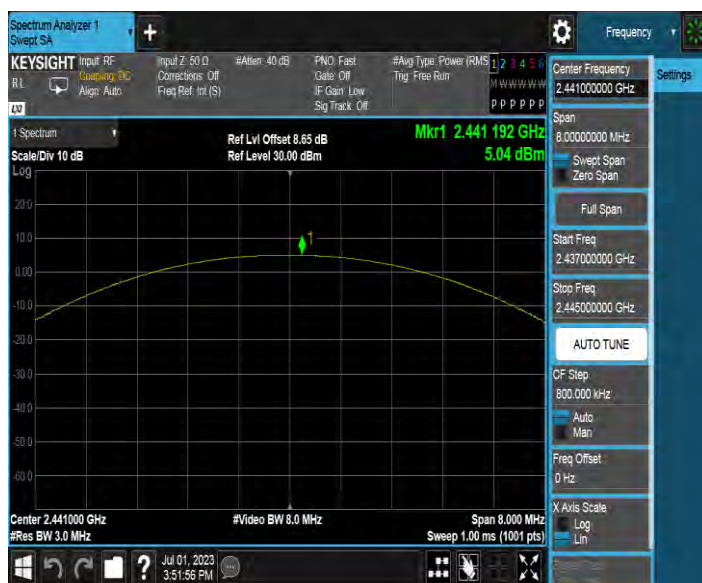 Spectrum Analyzer 1
Swept SA
+
Frequency
KEYSIGHT Input: RF
Coupling: DC
Align: Auto
RL
LXI
Input Z: 50 Ω
Corrections: Off
Freq Ref: Int (S)
#Atten: 40 dB
PNO: Fast
Gate: Off
IF Gain: Low
Sig Track: Off
#Avg Type: Power (RMS
Trig: Free Run
1 2 3 4 5 6
M W W W W W
P P P P P P
1 Spectrum
Scale/Div 10 dB
Log
Ref Lvl Offset 8.65 dB
Ref Level 30.00 dBm
Mkr1 2.441 192 GHz
5.04 dBm
20.0
10.0
0.00
-10.0
-20.0
-30.0
-40.0
-50.0
-60.0
1
Center 2.441000 GHz
#Res BW 3.0 MHz
#Video BW 8.0 MHz
Span 8.000 MHz
Sweep 1.00 ms (1001 pts)
Center Frequency
2.441000000 GHz
Settings
Span
8.00000000 MHz
Swept Span
Zero Span
Full Span
Start Freq
2.437000000 GHz
Stop Freq
2.445000000 GHz
AUTO TUNE
CF Step
800.000 kHz
Auto
Man
Freq Offset
0 Hz
X Axis Scale
Log
Lin
?
Jul 01, 2023
3:51:56 PM